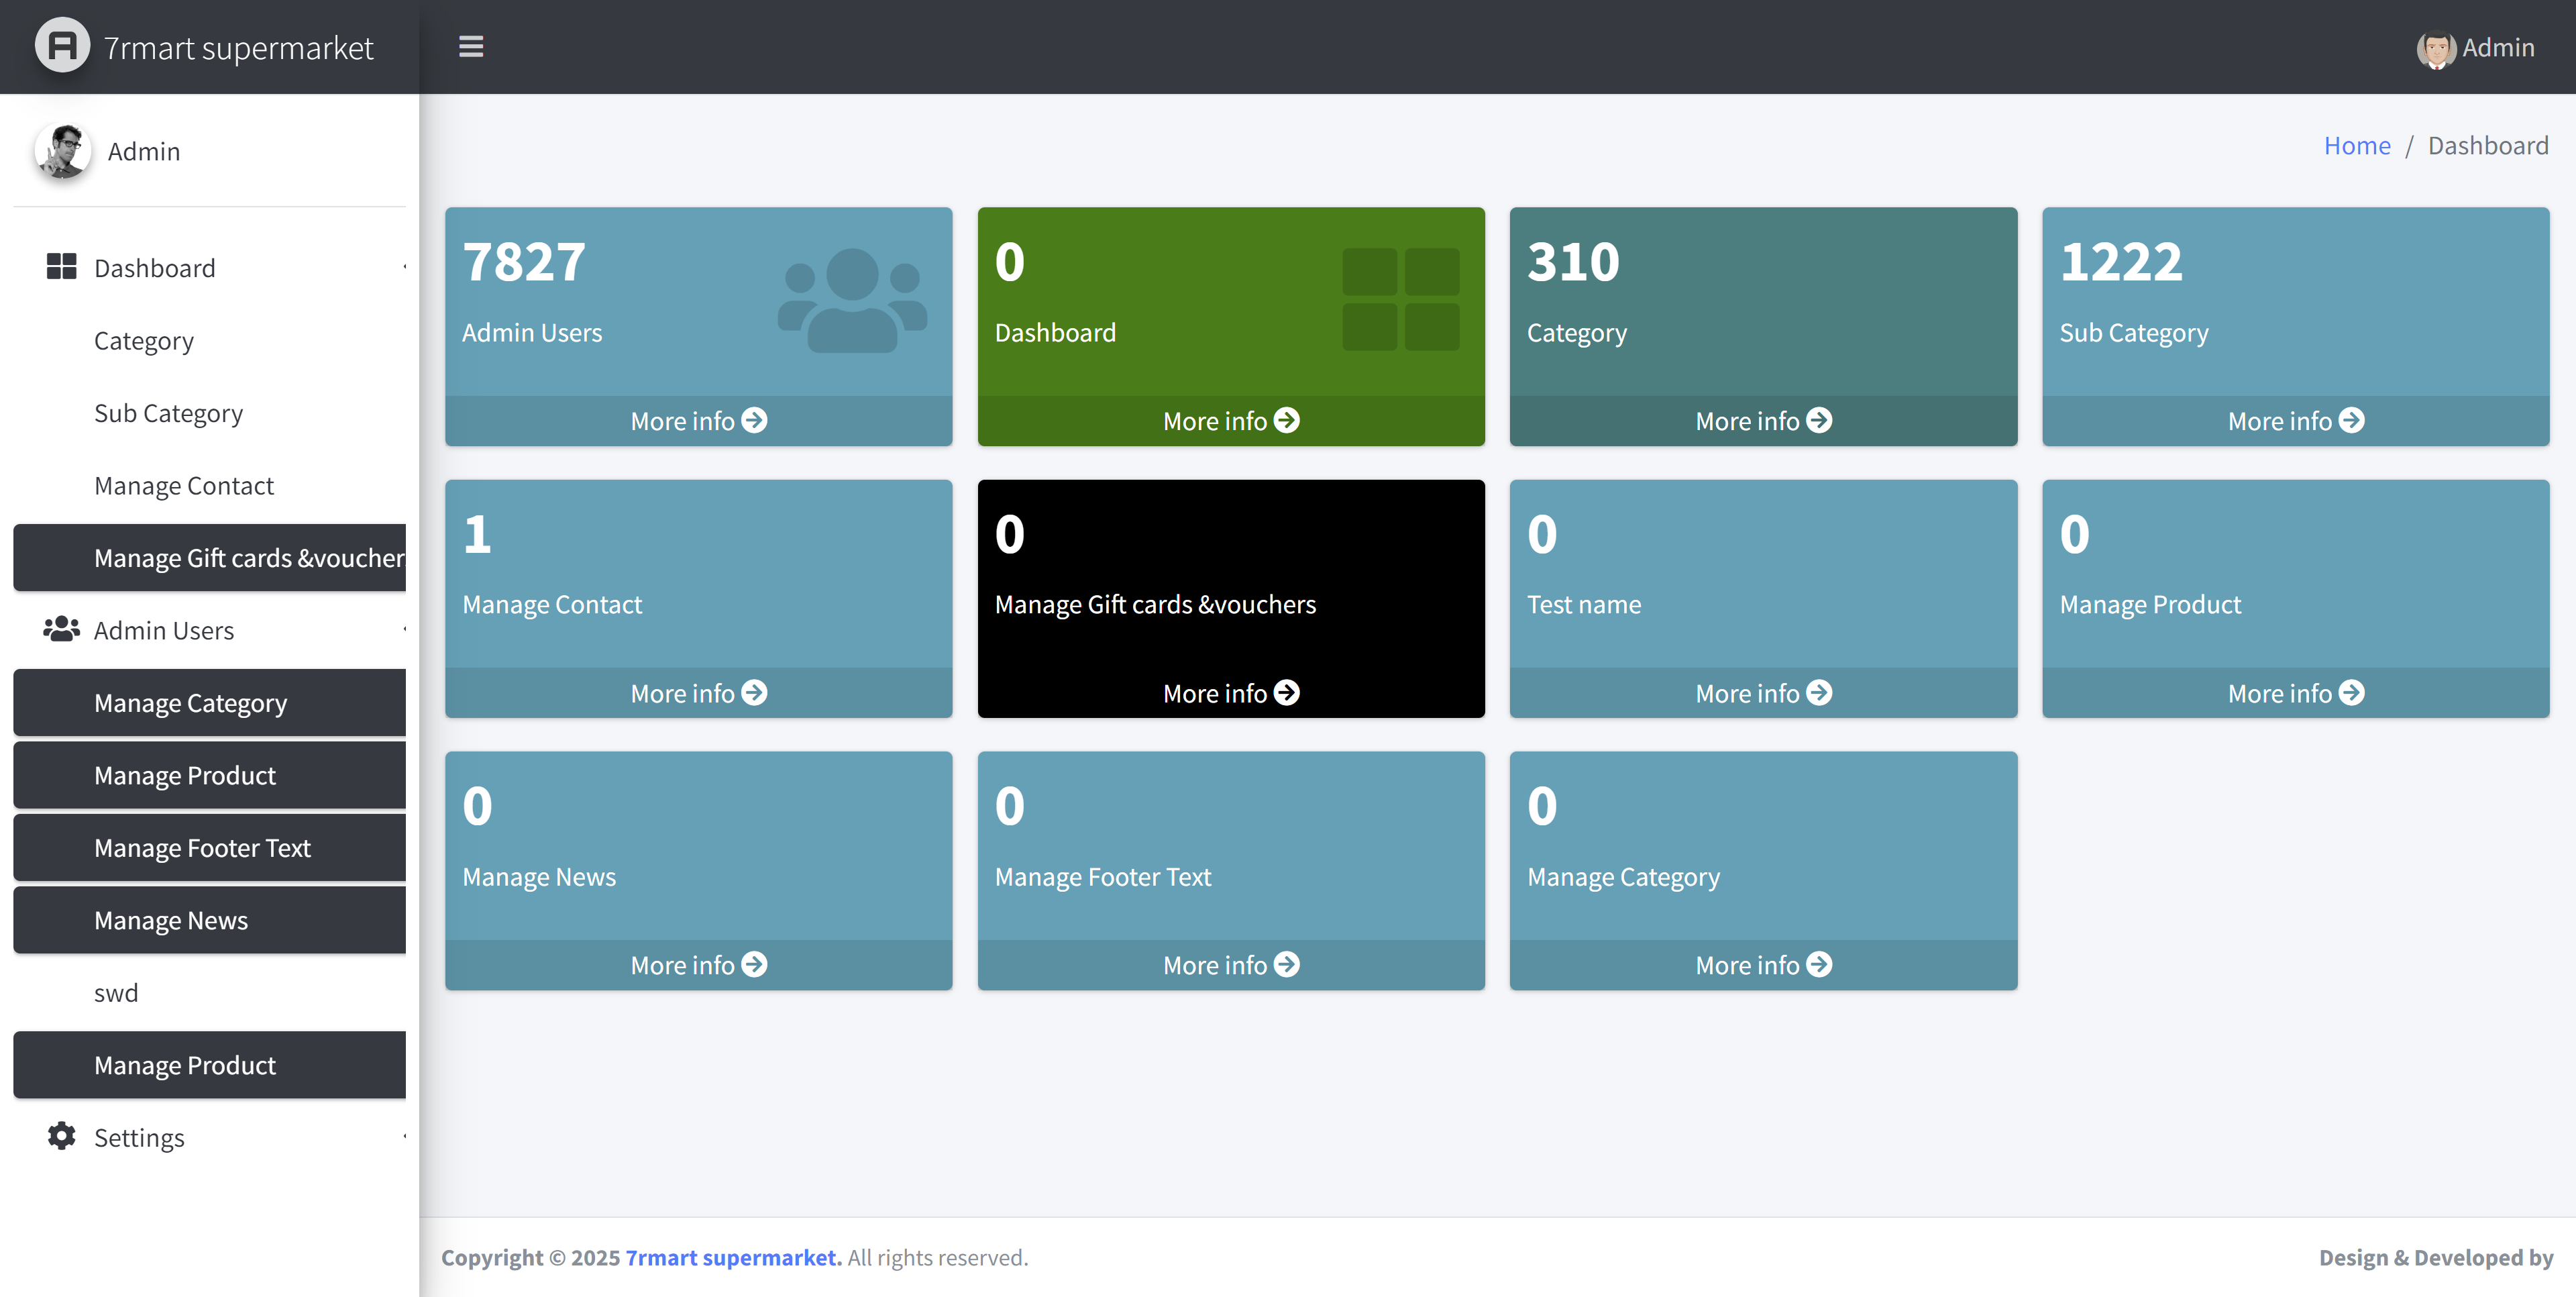 7rmart supermarket
Admin
Admin
Home / Dashboard
Dashboard
Category
Sub Category
Manage Contact
Manage Gift cards &voucher
Admin Users
Manage Category
Manage Product
Manage Footer Text
Manage News
swd
Manage Product
Settings
7827
Admin Users
More info
0
Dashboard
More info
310
Category
More info
1222
Sub Category
More info
1
Manage Contact
More info
0
Manage Gift cards &vouchers
More info
0
Test name
More info
0
Manage Product
More info
0
Manage News
More info
0
Manage Footer Text
More info
0
Manage Category
More info
Copyright © 2025 7rmart supermarket. All rights reserved.
Design & Developed by